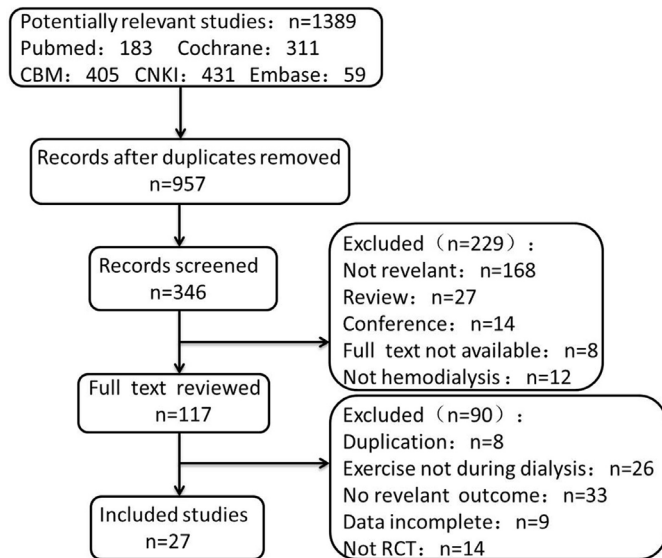 Potentially relevant studies：n=1389
Pubmed：183 Cochrane：311
CBM：405 CNKI：431 Embase：59
Records after duplicates removed
n=957
Records screened
n=346
Excluded（n=229）：
Not revelant：n=168
Review：n=27
Conference：n=14
Full text not available：n=8
Not hemodialysis：n=12
Full text reviewed
n=117
Excluded（n=90）：
Duplication：n=8
Exercise not during dialysis：n=26
No revelant outcome：n=33
Data incomplete：n=9
Not RCT：n=14
Included studies
n=27